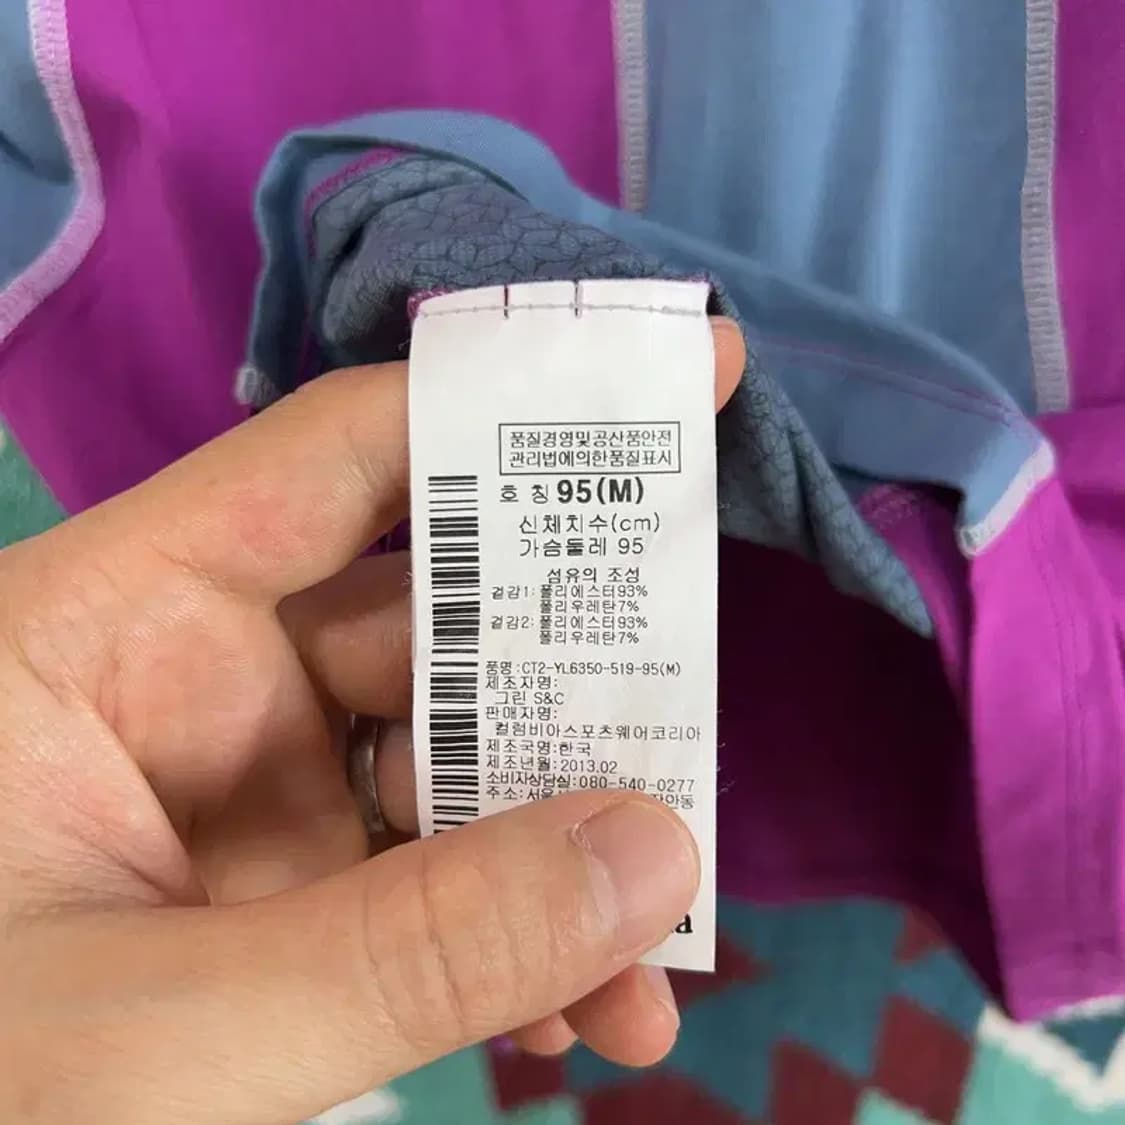 품질경영및공산품안전
관리법에의한품질표시
호 칭 95(M)
신체치수(cm)
가슴둘레 95
섬유의 조성
겉감1: 폴리에스터93%
폴리우레탄7%
겉감2: 폴리에스터93%
폴리우레탄7%
품명:CT2-YL6350-519-95(M)
제조자명:
그린 S&C
판매자명:
컬럼비아스포츠웨어코리아
제조국명:한국
제조년월:2013.02
소비자상담실:080-540-0277
주소: